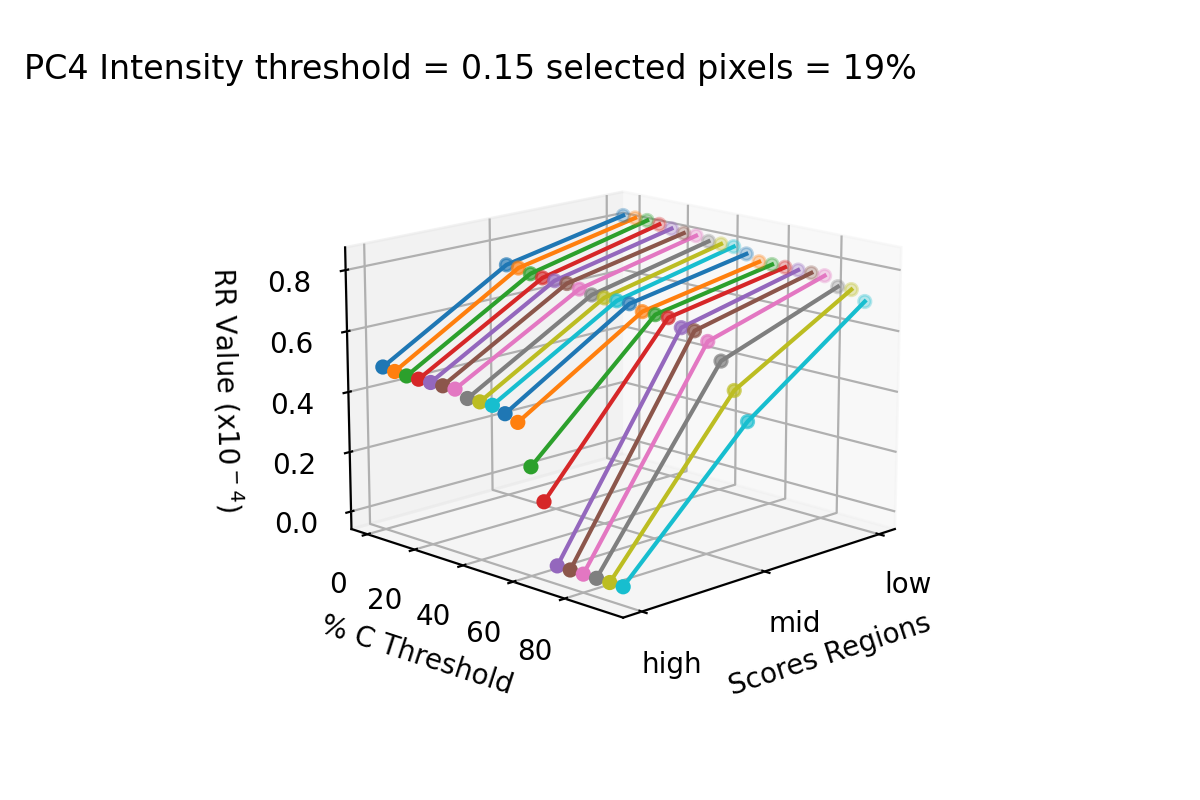 PC4 Intensity threshold = 0.15 selected pixels = 19%
RR Value (x10⁻⁴)
0.8
0.6
0.4
0.2
0.0
0
20
40
60
80
% C Threshold
high
mid
low
Scores Regions